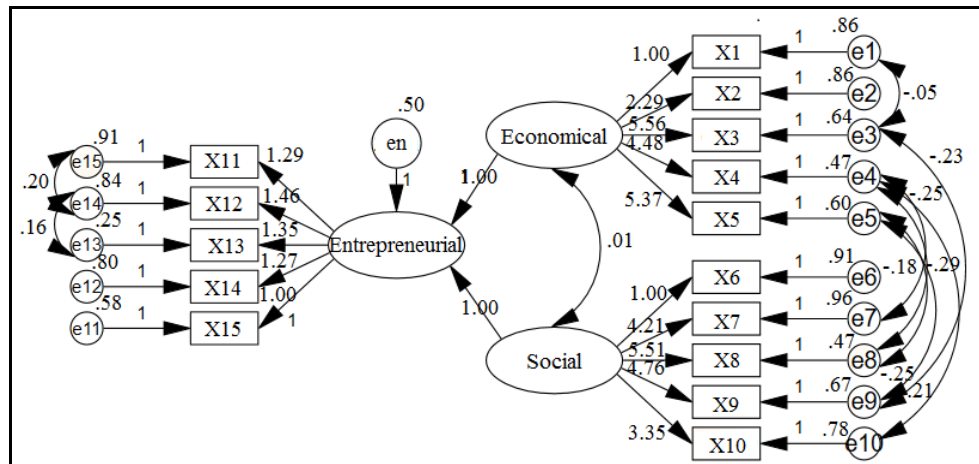 .91
e15
1
X11
1.29
.20
.84
e14
1
X12
1.46
.16
.25
e13
1
X13
1.35
.80
e12
1
X14
1.27
.58
e11
1
X15
1.00
1
.50
en
1
Entrepreneurial
1.00
1.00
Economical
.01
Social
1.00
X1
1
.86
e1
-.05
2.29
X2
1
.86
e2
5.56
X3
1
.64
e3
-.23
4.48
X4
1
.47
e4
-.25
5.37
X5
1
.60
e5
-.18
-.29
1.00
X6
1
.91
e6
4.21
X7
1
.96
e7
5.51
X8
1
.47
e8
-.25
4.76
X9
1
.67
e9
.21
3.35
X10
1
.78
e10